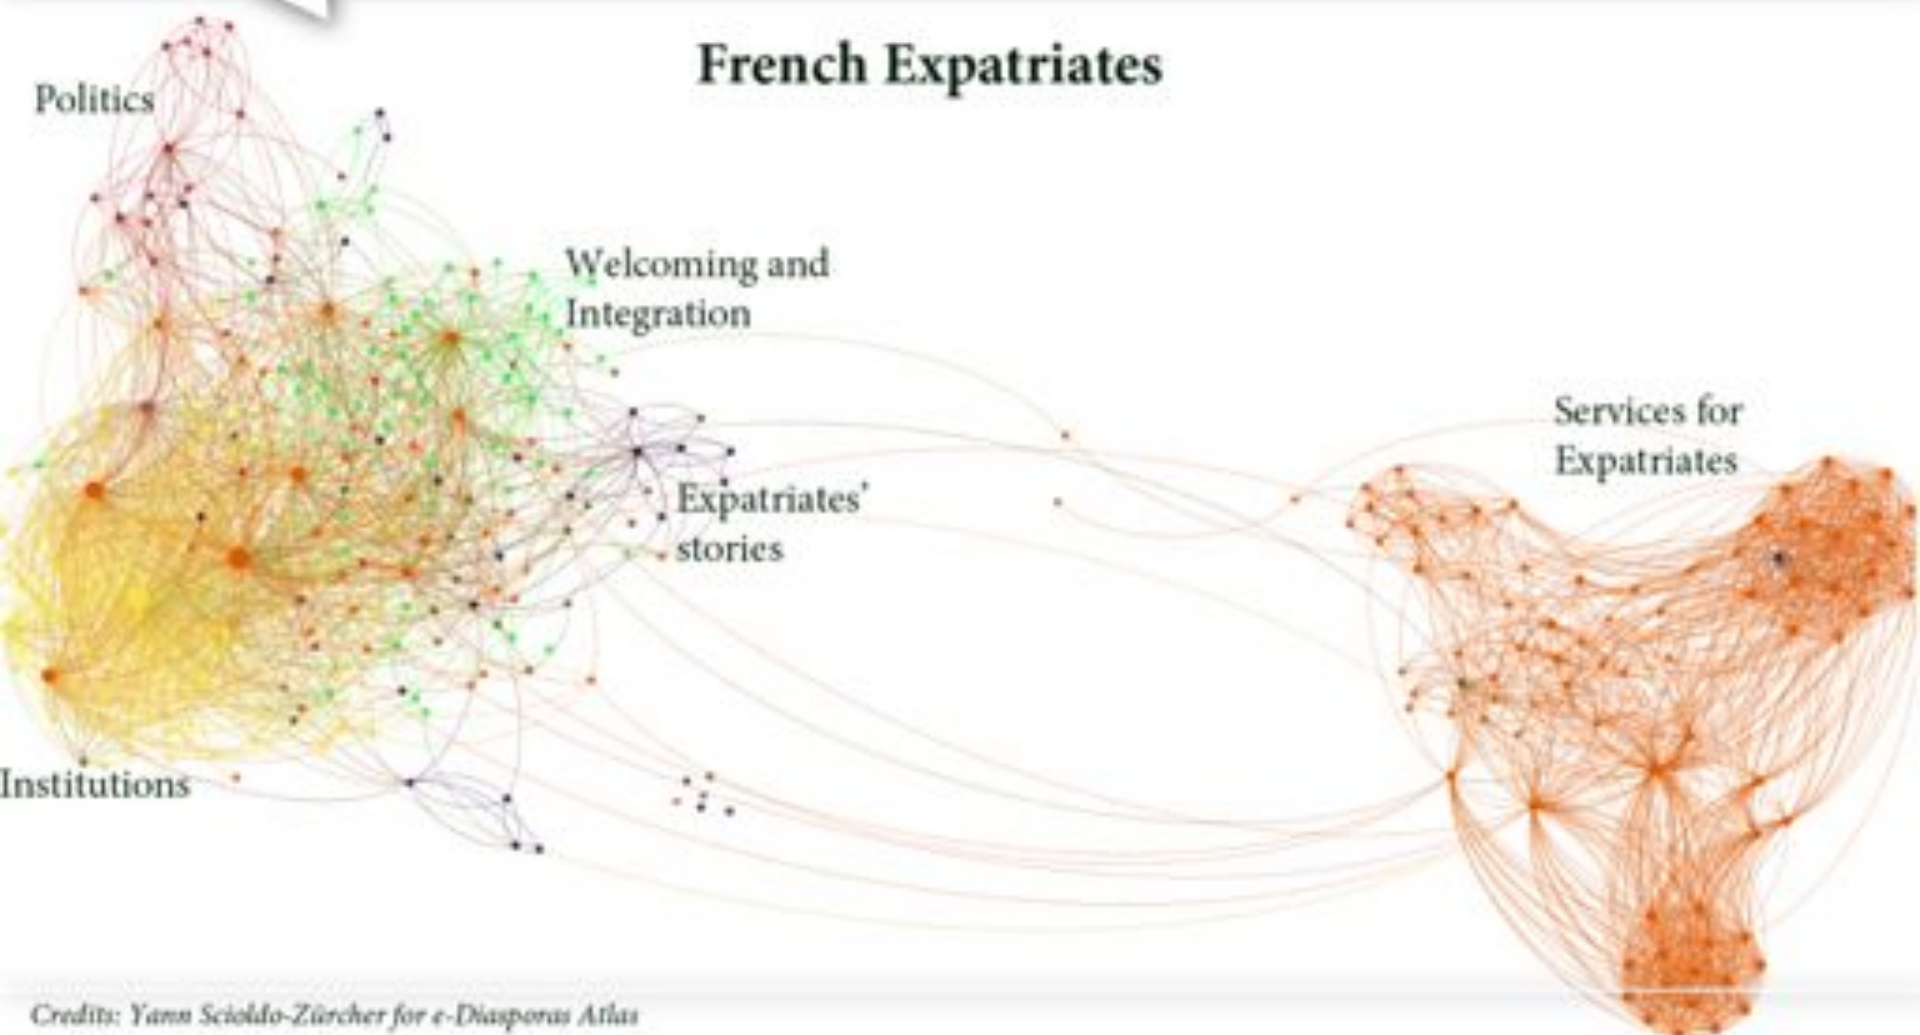 French Expatriates
Politics
Welcoming and
Integration
Services for
Expatriates
Expatriates'
stories
Institutions
Credits: Yann Scioldo-Zürcher for e-Diasporas Atlas